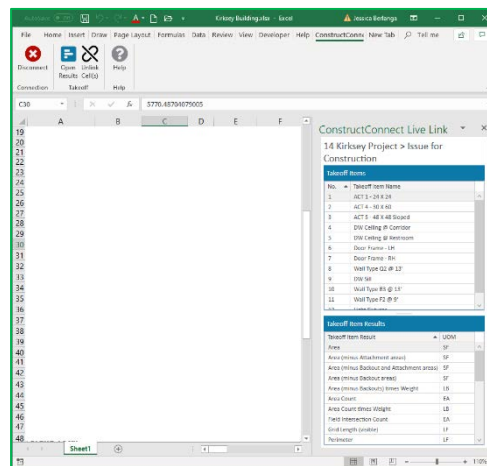 AutoSave
Kirksey Building.xlsx - Excel
Jessica Berlanga
File Home Insert Draw Page Layout Formulas Data Review View Developer Help ConstructConnec New Tab Tell me
Disconnect
Open Results
Unlink Cell(s)
Help
Connection Takeoff Help
C30 fx 5770.48704079005
A B C D E F
19
20
21
22
23
24
25
26
27
28
29
30
31
32
33
34
35
36
37
38
39
40
41
42
43
44
45
46
47
48
ConstructConnect Live Link
14 Kirksey Project > Issue for
Construction
Takeoff Items
No. Takeoff Item Name
1 ACT 1 - 24 X 24
2 ACT 4 - 30 X 60
3 ACT 5 - 48 X 48 Sloped
4 DW Ceiling @ Corridor
5 DW Ceiling @ Restroom
6 Door Frame - LH
7 Door Frame - RH
8 Wall Type G2 @ 13'
9 DW Sill
10 Wall Type B3 @ 13'
11 Wall Type F2 @ 9'
Takeoff Item Results
Takeoff Item Result UOM
Area SF
Area (minus Attachment areas) SF
Area (minus Backout and Attachment areas) SF
Area (minus Backout areas) SF
Area (minus Backouts) times Weight LB
Area Count EA
Area Count times Weight LB
Field Intersection Count EA
Grid Length (visible) LF
Perimeter LF
Sheet1
110%